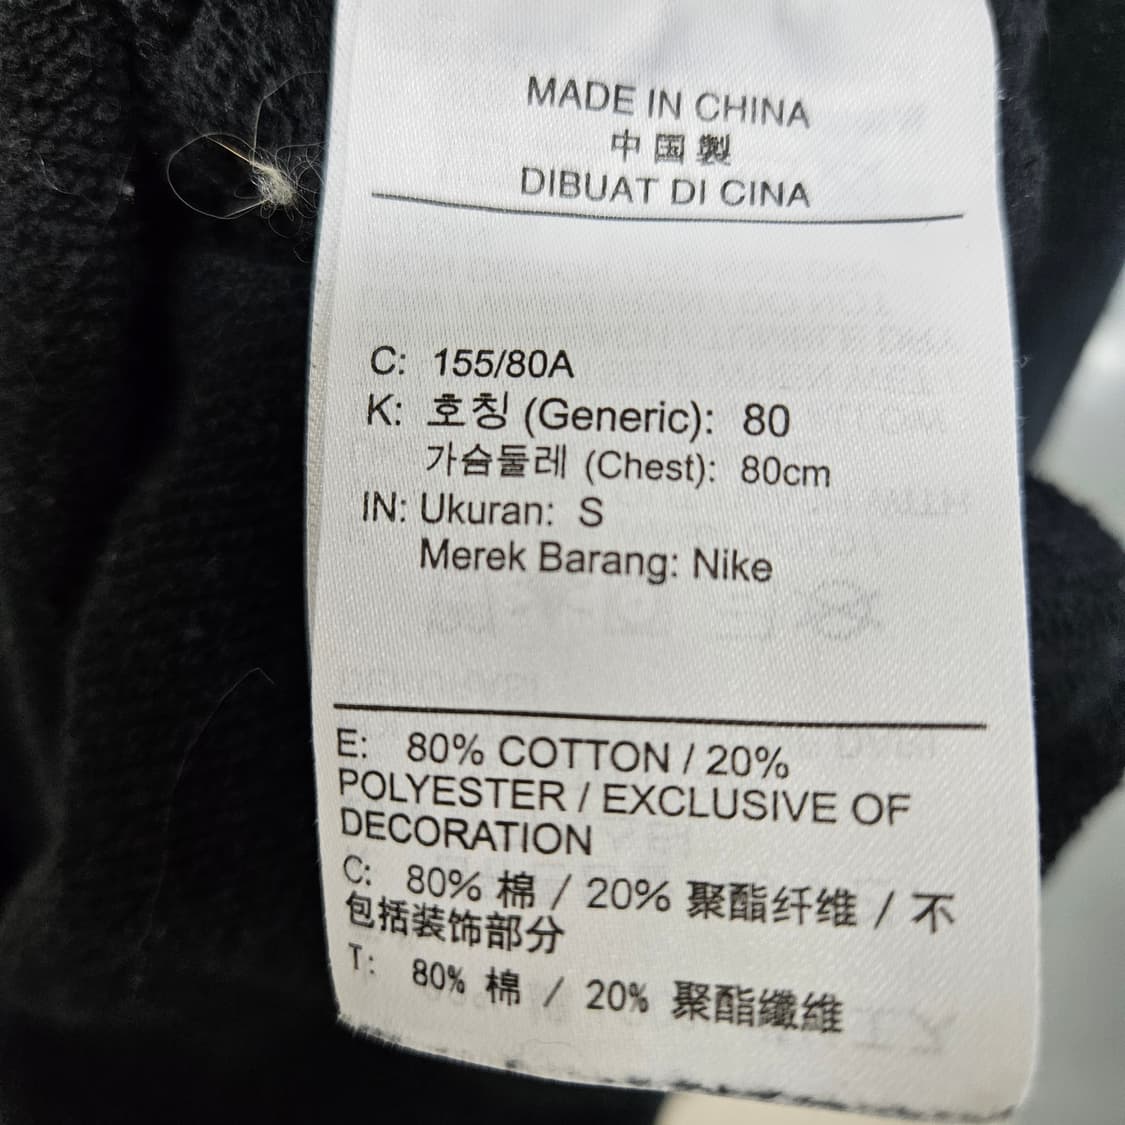 MADE IN CHINA
中国製
DIBUAT DI CINA
C: 155/80A
K: 호칭 (Generic): 80
가슴둘레 (Chest): 80cm
IN: Ukuran: S
Merek Barang: Nike
E: 80% COTTON / 20%
POLYESTER / EXCLUSIVE OF
DECORATION
C: 80% 棉 / 20% 聚酯纤维 / 不
包括装饰部分
T: 80% 棉 / 20% 聚酯纖維